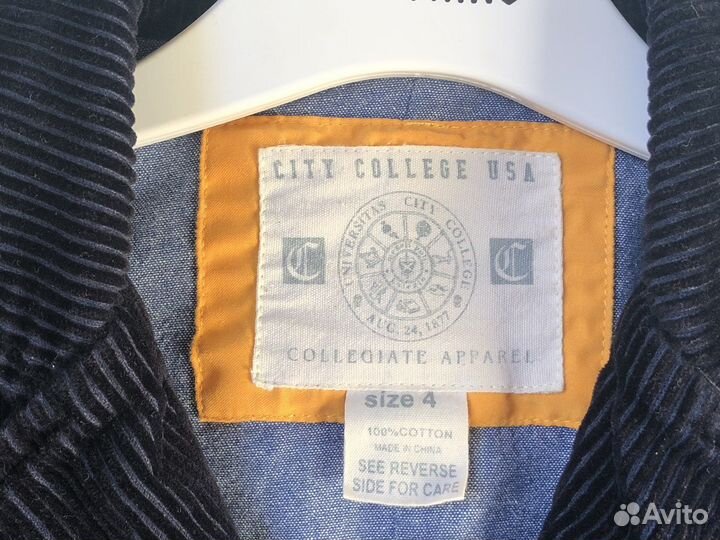 CITY COLLEGE USA
UNIVERSITAS CITY COLLEGE
AUG. 24, 1877
C C
COLLEGIATE APPAREL
size 4
100%COTTON
MADE IN CHINA
SEE REVERSE
SIDE FOR CARE
Avito